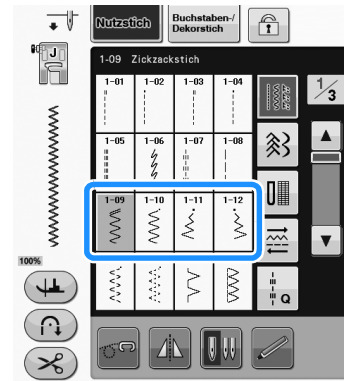 Nutzstich
Buchstaben-/
Dekorstich
J
1-09 Zickzackstich
1/3
1-01 1-02 1-03 1-04
1-05 1-06 1-07 1-08
1-09 1-10 1-11 1-12
Q
100%